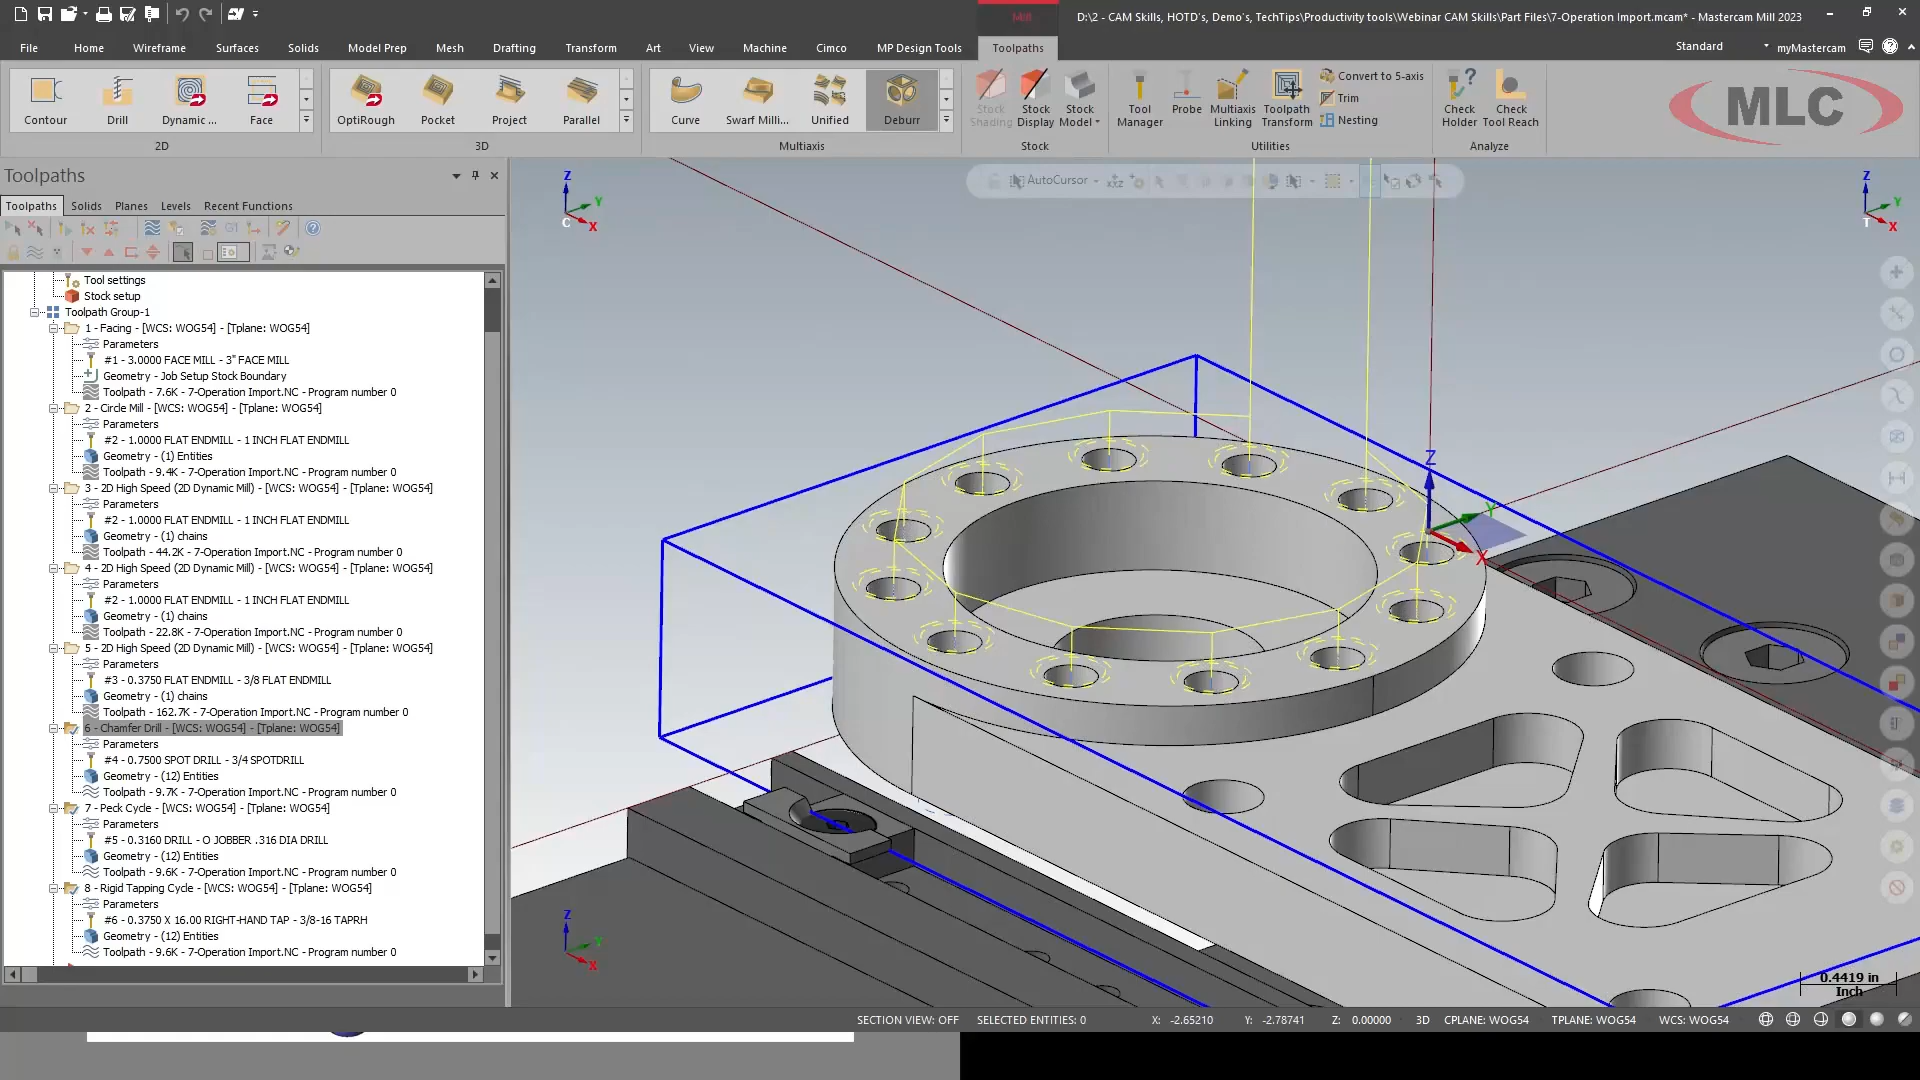 Mill
D:\2 - CAM Skills, HOTD's, Demo's, TechTips\Productivity tools\Webinar CAM Skills\Part Files\7-Operation Import.mcam* - Mastercam Mill 2023
File Home Wireframe Surfaces Solids Model Prep Mesh Drafting Transform Art View Machine Cimco MP Design Tools Toolpaths
Standard myMastercam
Contour Drill Dynamic ... Face
2D
OptiRough Pocket Project Parallel
3D
Curve Swarf Milli... Unified Deburr
Multiaxis
Stock Shading Stock Display Stock Model
Stock
Tool Manager Probe Multiaxis Linking Toolpath Transform
Convert to 5-axis
Trim
Nesting
Utilities
Check Holder Check Tool Reach
Analyze
MLC
Toolpaths
Toolpaths Solids Planes Levels Recent Functions
G1
AutoCursor
Tool settings
Stock setup
Toolpath Group-1
1 - Facing - [WCS: WOG54] - [Tplane: WOG54]
Parameters
#1 - 3.0000 FACE MILL - 3" FACE MILL
Geometry - Job Setup Stock Boundary
Toolpath - 7.6K - 7-Operation Import.NC - Program number 0
2 - Circle Mill - [WCS: WOG54] - [Tplane: WOG54]
Parameters
#2 - 1.0000 FLAT ENDMILL - 1 INCH FLAT ENDMILL
Geometry - (1) Entities
Toolpath - 9.4K - 7-Operation Import.NC - Program number 0
3 - 2D High Speed (2D Dynamic Mill) - [WCS: WOG54] - [Tplane: WOG54]
Parameters
#2 - 1.0000 FLAT ENDMILL - 1 INCH FLAT ENDMILL
Geometry - (1) chains
Toolpath - 44.2K - 7-Operation Import.NC - Program number 0
4 - 2D High Speed (2D Dynamic Mill) - [WCS: WOG54] - [Tplane: WOG54]
Parameters
#2 - 1.0000 FLAT ENDMILL - 1 INCH FLAT ENDMILL
Geometry - (1) chains
Toolpath - 22.8K - 7-Operation Import.NC - Program number 0
5 - 2D High Speed (2D Dynamic Mill) - [WCS: WOG54] - [Tplane: WOG54]
Parameters
#3 - 0.3750 FLAT ENDMILL - 3/8 FLAT ENDMILL
Geometry - (1) chains
Toolpath - 162.7K - 7-Operation Import.NC - Program number 0
6 - Chamfer Drill - [WCS: WOG54] - [Tplane: WOG54]
Parameters
#4 - 0.7500 SPOT DRILL - 3/4 SPOTDRILL
Geometry - (12) Entities
Toolpath - 9.7K - 7-Operation Import.NC - Program number 0
7 - Peck Cycle - [WCS: WOG54] - [Tplane: WOG54]
Parameters
#5 - 0.3160 DRILL - O JOBBER .316 DIA DRILL
Geometry - (12) Entities
Toolpath - 9.6K - 7-Operation Import.NC - Program number 0
8 - Rigid Tapping Cycle - [WCS: WOG54] - [Tplane: WOG54]
Parameters
#6 - 0.3750 X 16.00 RIGHT-HAND TAP - 3/8-16 TAPRH
Geometry - (12) Entities
Toolpath - 9.6K - 7-Operation Import.NC - Program number 0
Z
Y
X
C
Z
Y
X
T
Z
Y
X
Z
Y
X
0.4419 in
Inch
SECTION VIEW: OFF SELECTED ENTITIES: 0 X: -2.65210 Y: -2.78741 Z: 0.00000 3D CPLANE: WOG54 TPLANE: WOG54 WCS: WOG54